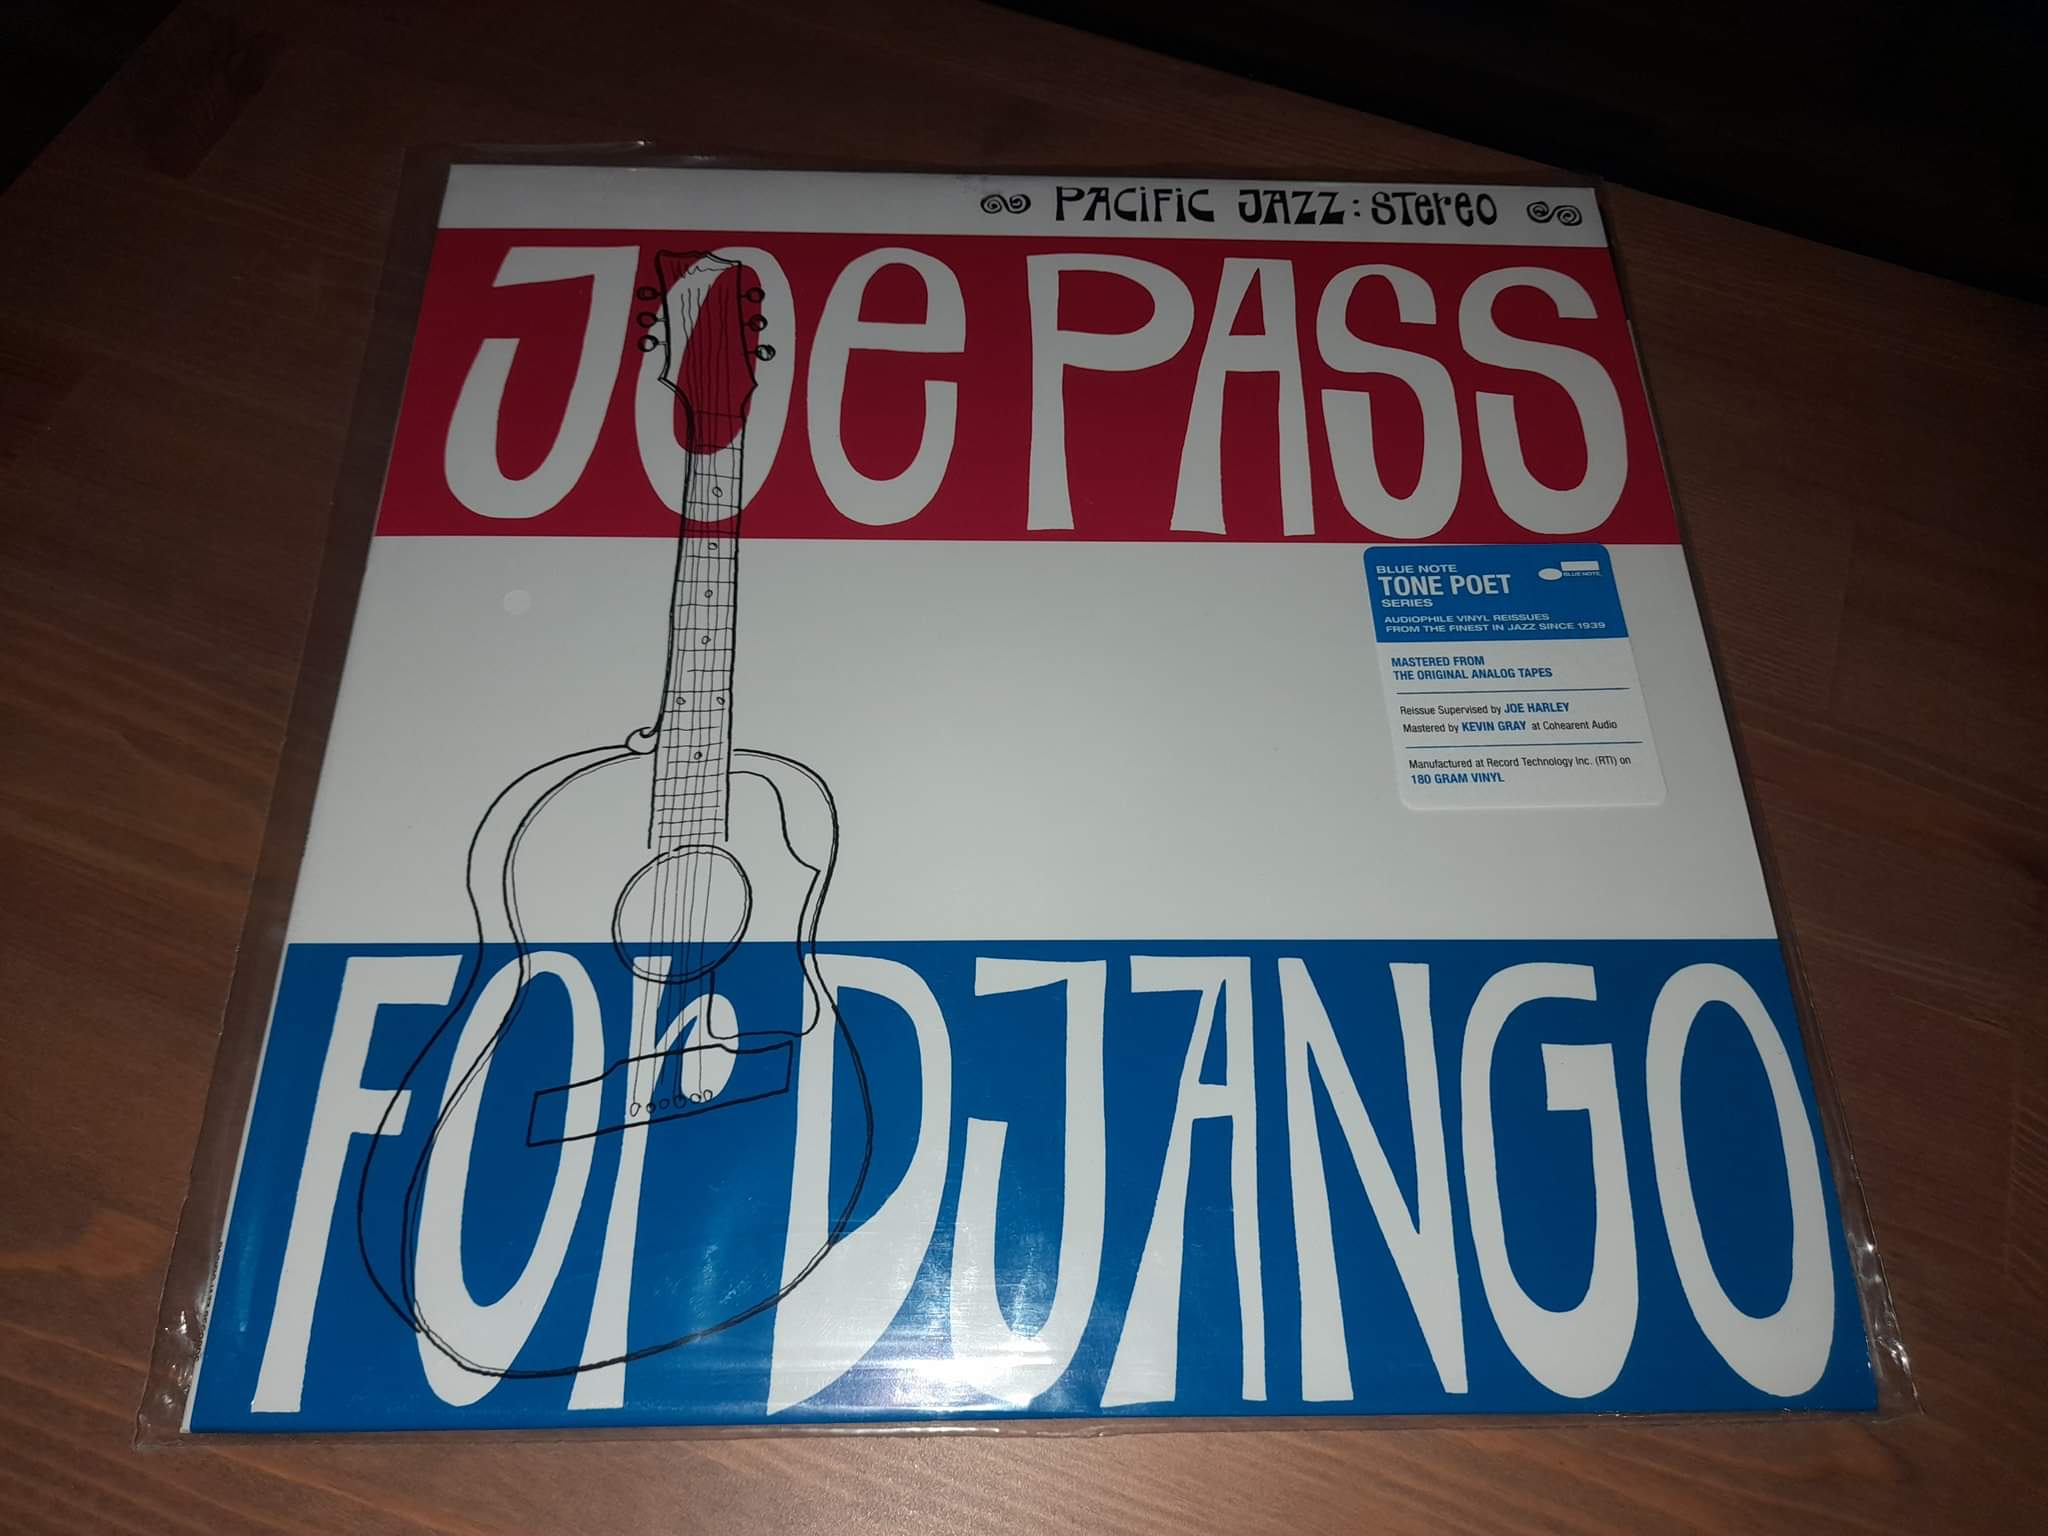 PACIFIC JAZZ: STereo
JOe PASS
BLUE NOTE
TONE POET
SERIES
BLUE NOTE
AUDIOPHILE VINYL REISSUES
FROM THE FINEST IN JAZZ SINCE 1939
MASTERED FROM
THE ORIGINAL ANALOG TAPES
Reissue Supervised by JOE HARLEY
Mastered by KEVIN GRAY at Cohearent Audio
Manufactured at Record Technology Inc. (RTI) on
180 GRAM VINYL
FOr DJANGO